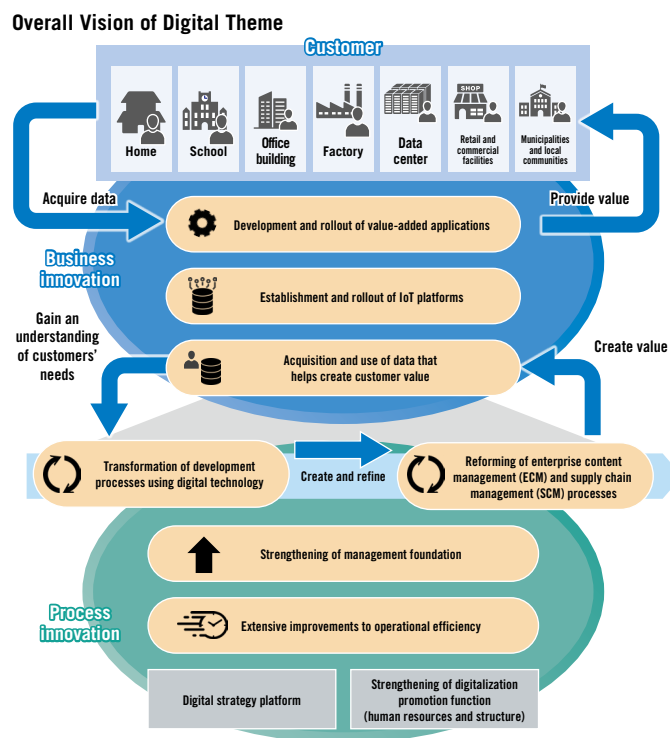 Overall Vision of Digital Theme
Customer
Home
School
Office
building
Factory
Data
center
SHOP
Retail and
commercial
facilities
Municipalities
and local
communities
Acquire data
Provide value
Development and rollout of value-added applications
Business
innovation
Establishment and rollout of IoT platforms
Gain an
understanding
of customers'
needs
Acquisition and use of data that
helps create customer value
Create value
Transformation of development
processes using digital technology
Create and refine
Reforming of enterprise content
management (ECM) and supply chain
management (SCM) processes
Strengthening of management foundation
Process
innovation
Extensive improvements to operational efficiency
Digital strategy platform
Strengthening of digitalization
promotion function
(human resources and structure)